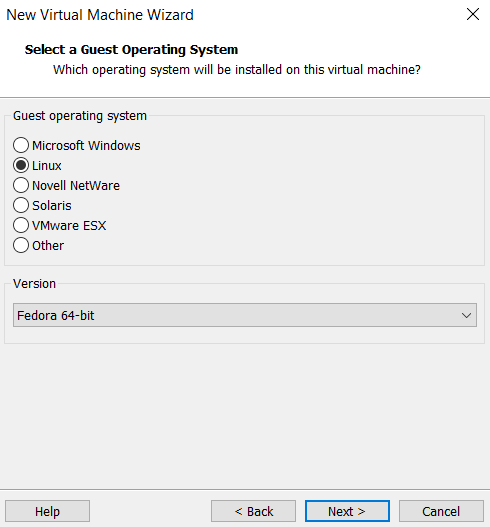 New Virtual Machine Wizard
Select a Guest Operating System
Which operating system will be installed on this virtual machine?
Guest operating system
Microsoft Windows
Linux
Novell NetWare
Solaris
VMware ESX
Other
Version
Fedora 64-bit
Help
< Back
Next >
Cancel